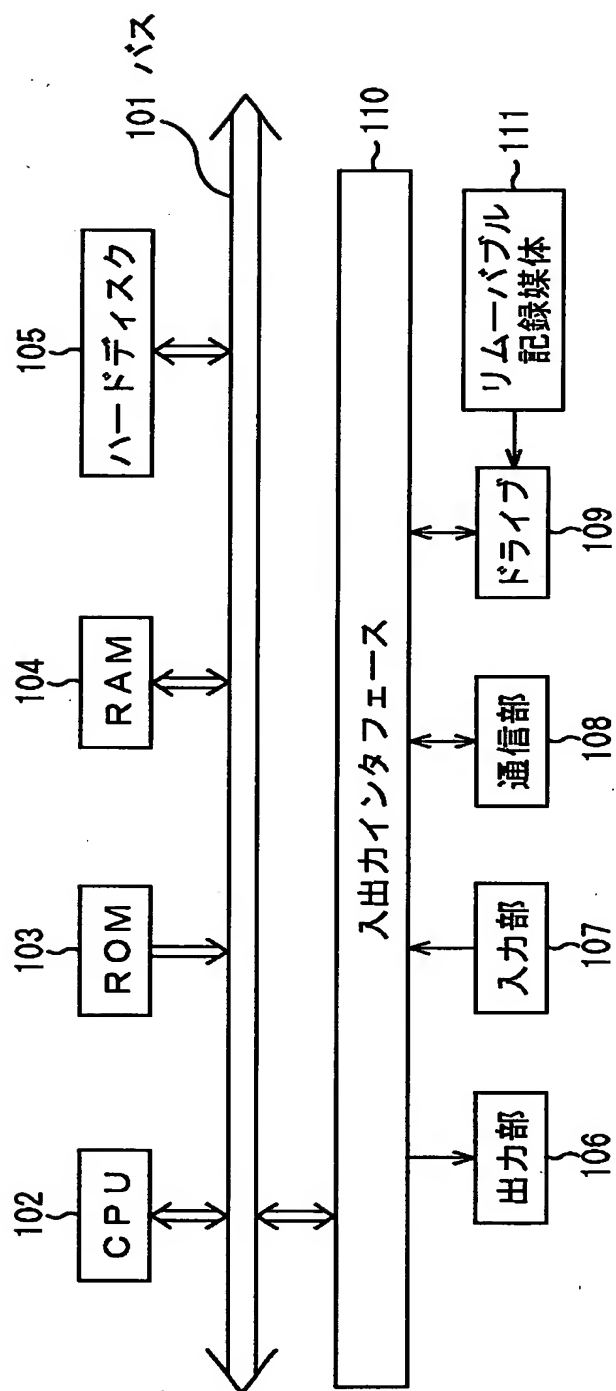 102
103
104
105
CPU
ROM
RAM
ハードディスク
101 バス
110
入出力インタフェース
出力部
入力部
通信部
ドライブ
リムーバブル
記録媒体
106
107
108
109
111